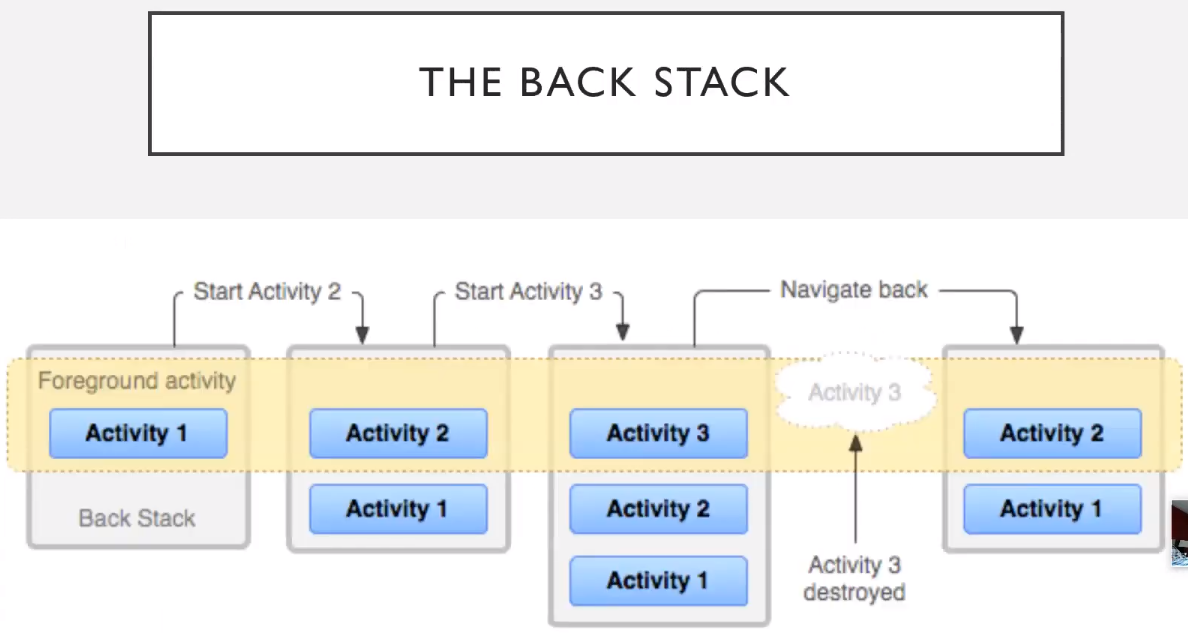 THE BACK STACK
Start Activity 2
Start Activity 3
Navigate back
Foreground activity
Activity 1
Back Stack
Activity 2
Activity 1
Activity 3
Activity 2
Activity 1
Activity 3
Activity 3
destroyed
Activity 2
Activity 1